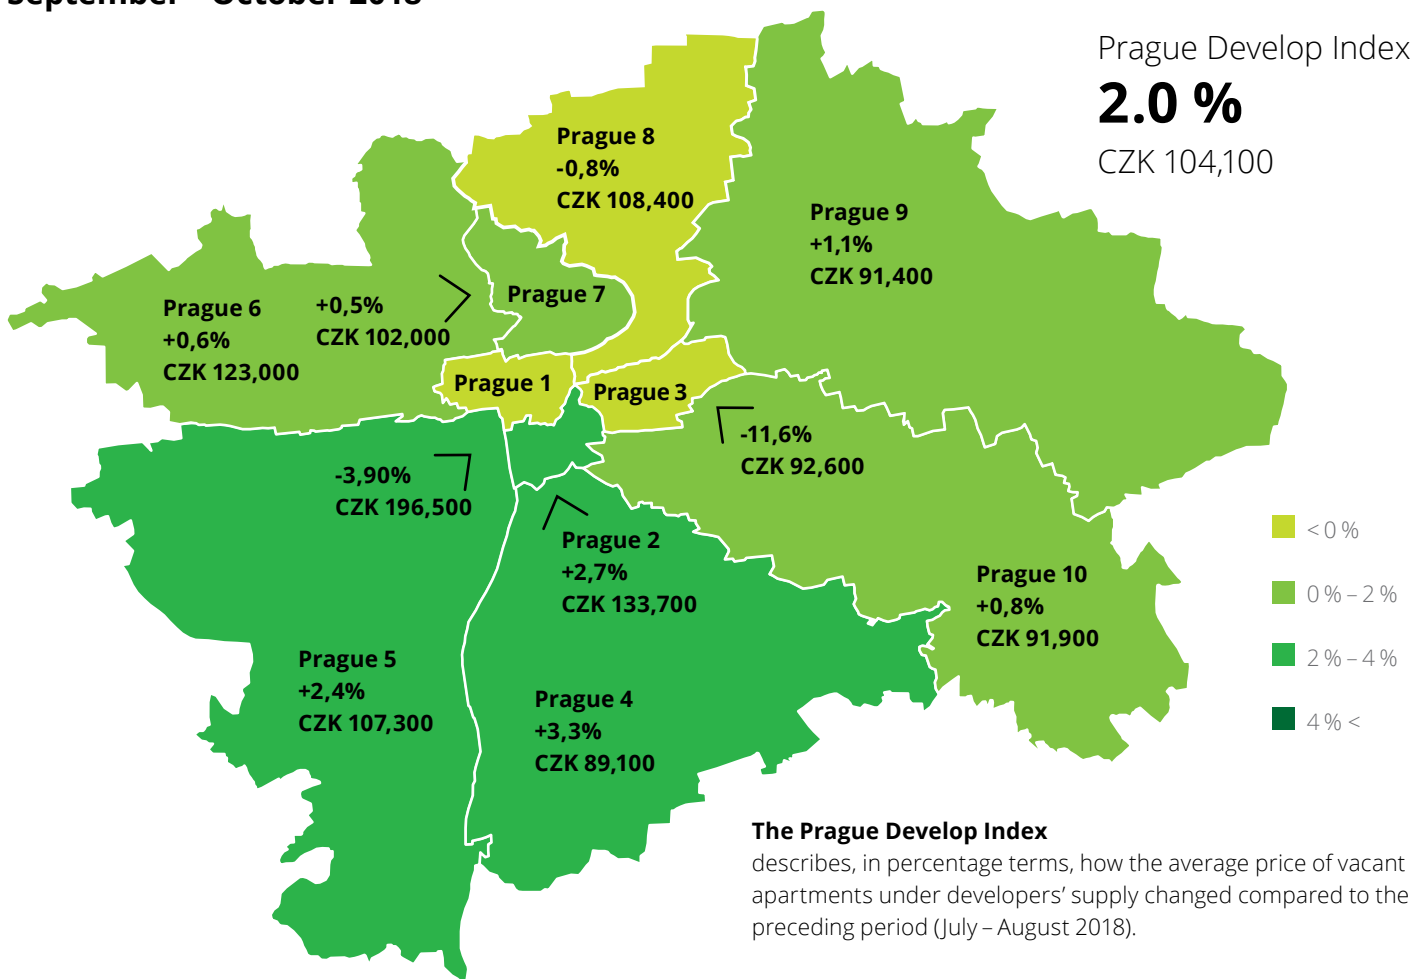 September – October 2018
Prague Develop Index
2.0 %
CZK 104,100
Prague 8
-0,8%
CZK 108,400
Prague 9
+1,1%
CZK 91,400
Prague 6
+0,6%
CZK 123,000
+0,5%
CZK 102,000
Prague 7
Prague 1
Prague 3
-11,6%
CZK 92,600
-3,90%
CZK 196,500
Prague 2
+2,7%
CZK 133,700
Prague 10
+0,8%
CZK 91,900
Prague 5
+2,4%
CZK 107,300
Prague 4
+3,3%
CZK 89,100
< 0 %
0 % – 2 %
2 % – 4 %
4 % <
The Prague Develop Index
describes, in percentage terms, how the average price of vacant
apartments under developers’ supply changed compared to the
preceding period (July – August 2018).